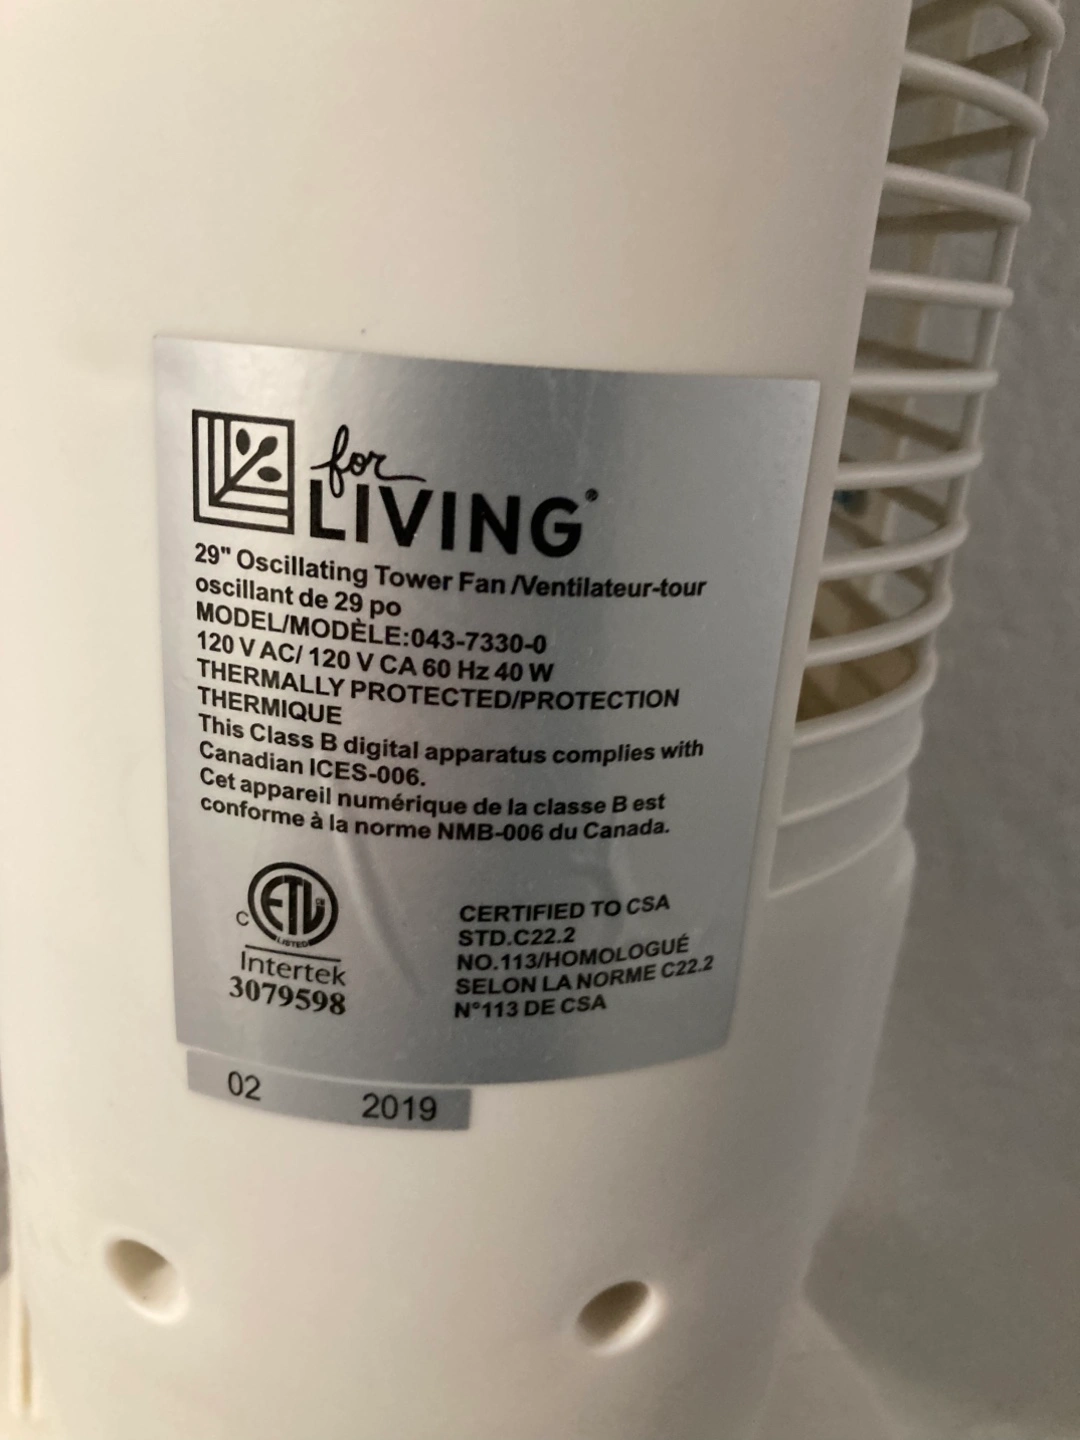 for
LIVING®
29" Oscillating Tower Fan /Ventilateur-tour
oscillant de 29 po
MODEL/MODÈLE:043-7330-0
120 V AC/ 120 V CA 60 Hz 40 W
THERMALLY PROTECTED/PROTECTION
THERMIQUE
This Class B digital apparatus complies with
Canadian ICES-006.
Cet appareil numérique de la classe B est
conforme à la norme NMB-006 du Canada.
C ETL CM
LISTED
Intertek
3079598
CERTIFIED TO CSA
STD.C22.2
NO.113/HOMOLOGUÉ
SELON LA NORME C22.2
N°113 DE CSA
02 2019